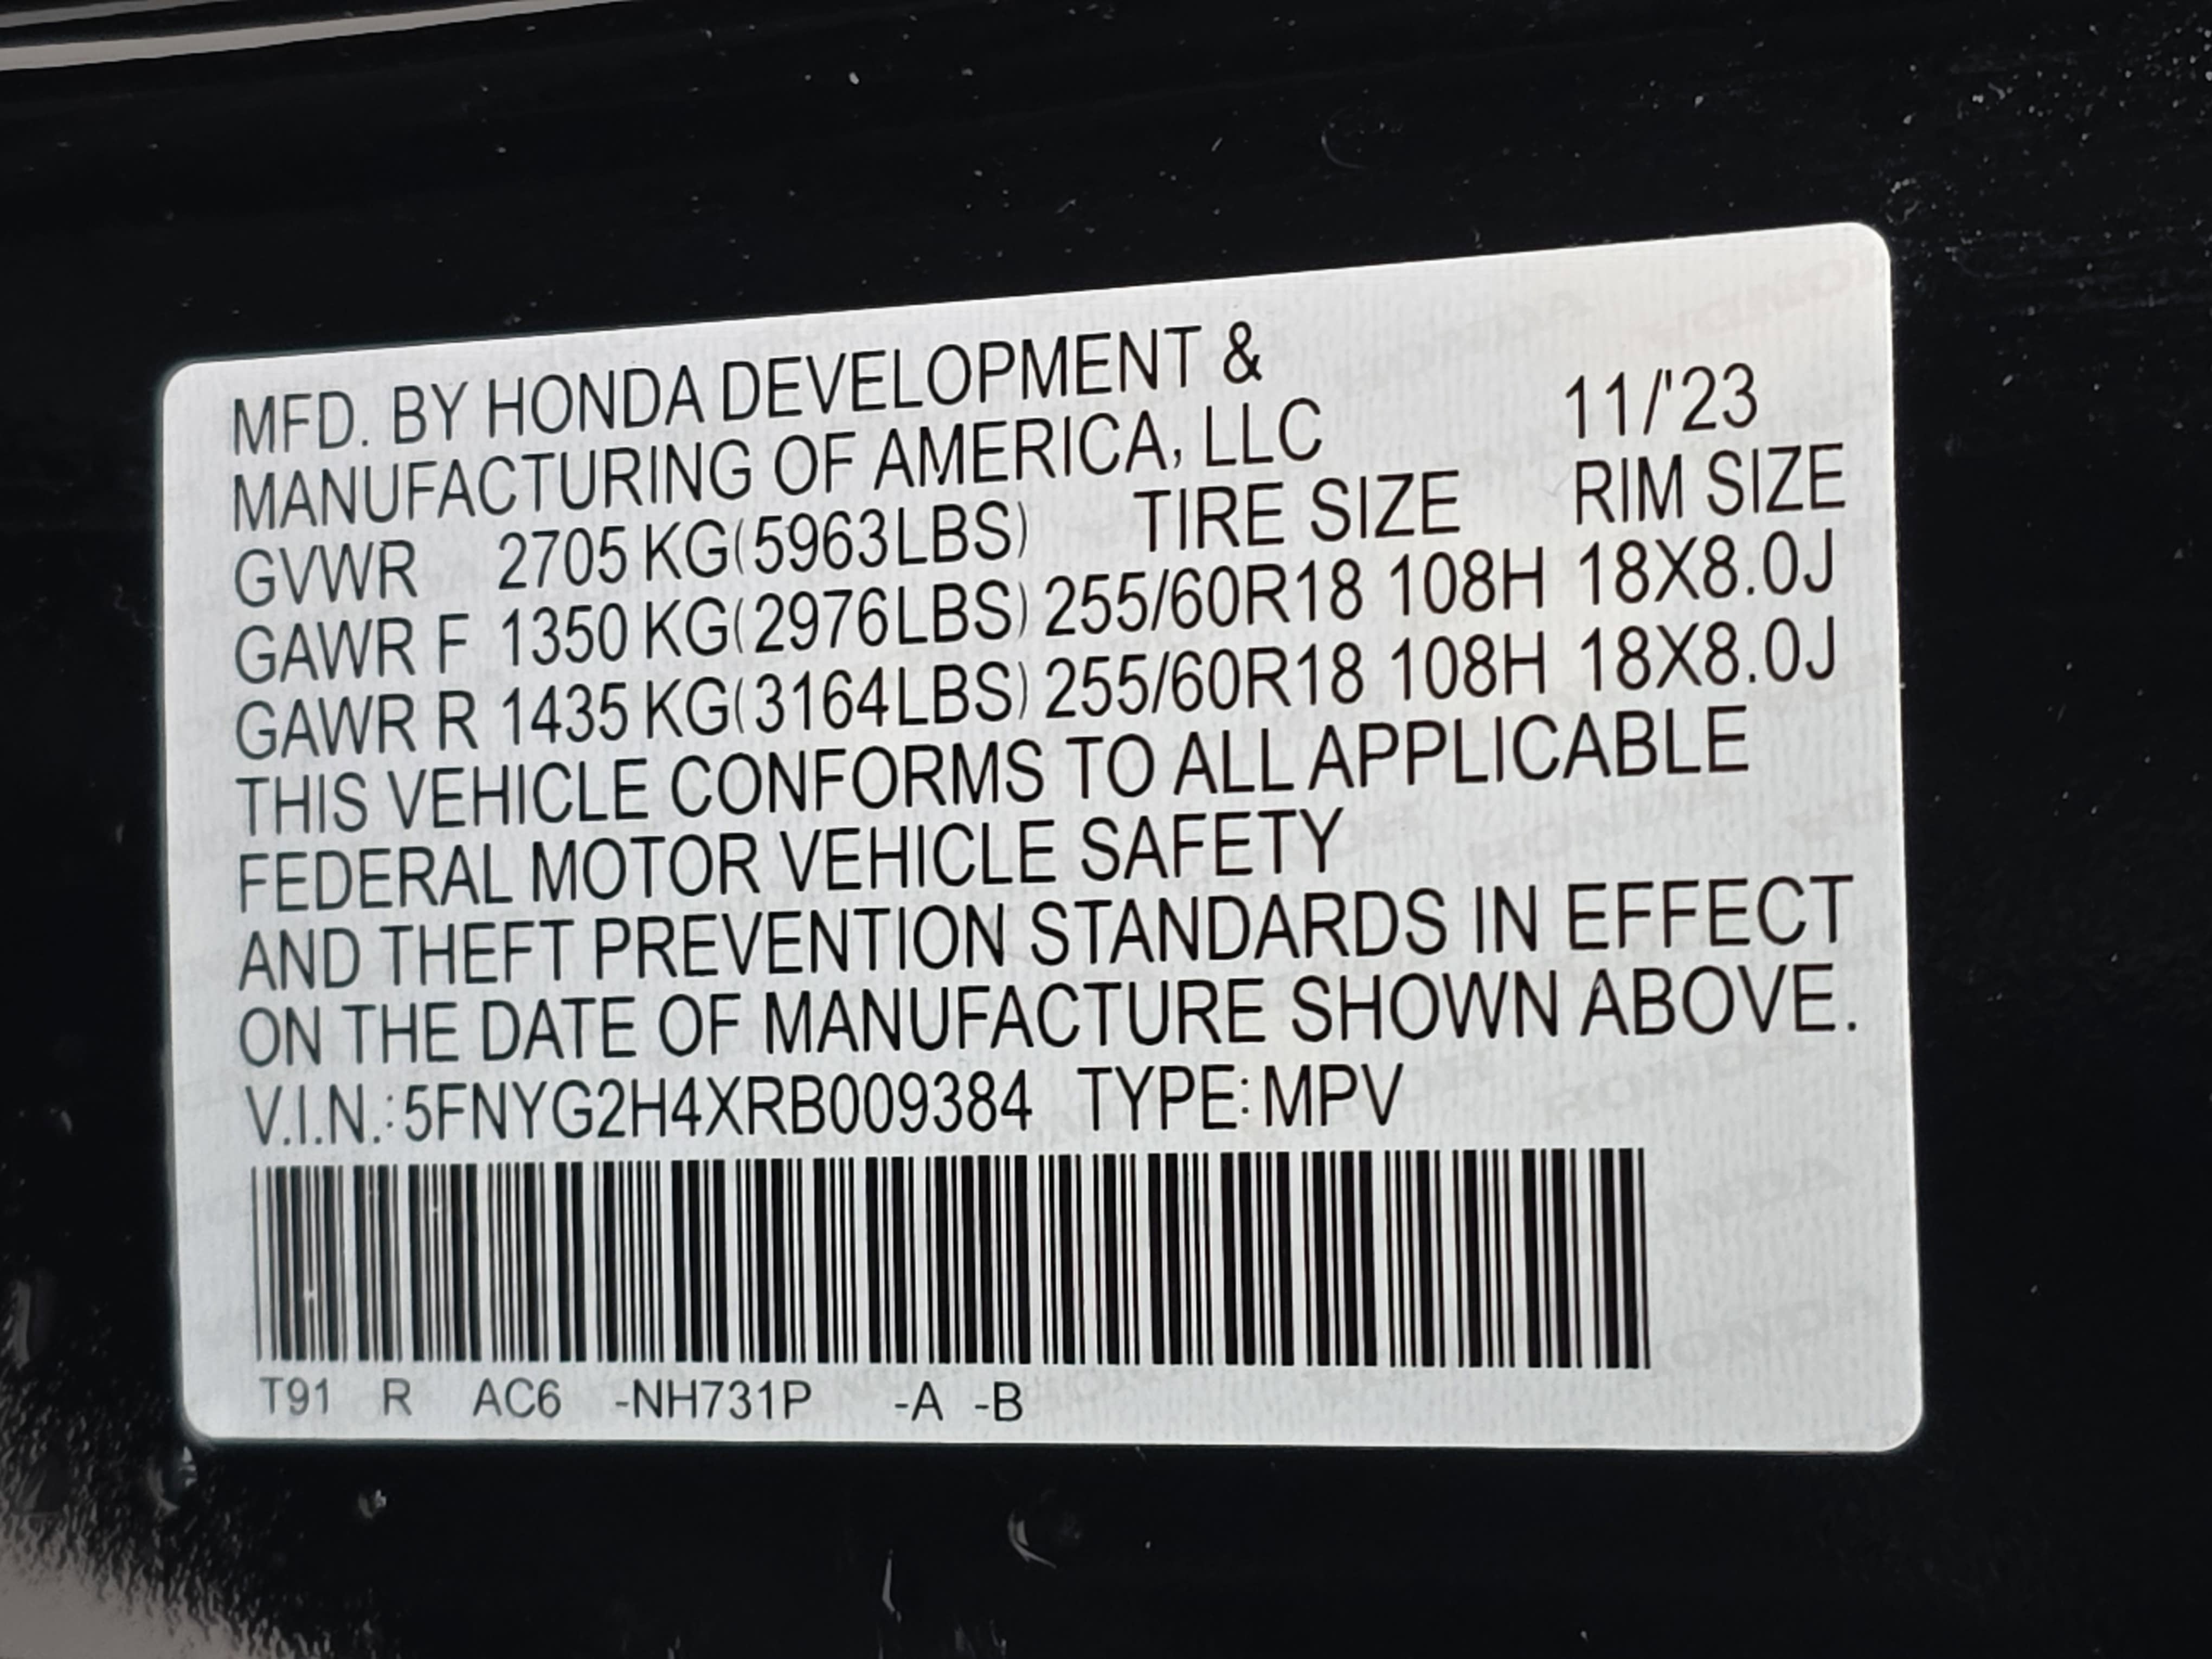 MFD. BY HONDA DEVELOPMENT &
MANUFACTURING OF AMERICA, LLC 11/'23
GVWR 2705 KG(5963LBS) TIRE SIZE RIM SIZE
GAWR F 1350 KG(2976LBS) 255/60R18 108H 18X8.0J
GAWR R 1435 KG(3164LBS) 255/60R18 108H 18X8.0J
THIS VEHICLE CONFORMS TO ALL APPLICABLE
FEDERAL MOTOR VEHICLE SAFETY
AND THEFT PREVENTION STANDARDS IN EFFECT
ON THE DATE OF MANUFACTURE SHOWN ABOVE.
V.I.N.:5FNYG2H4XRB009384 TYPE:MPV
T91 R AC6 -NH731P -A -B